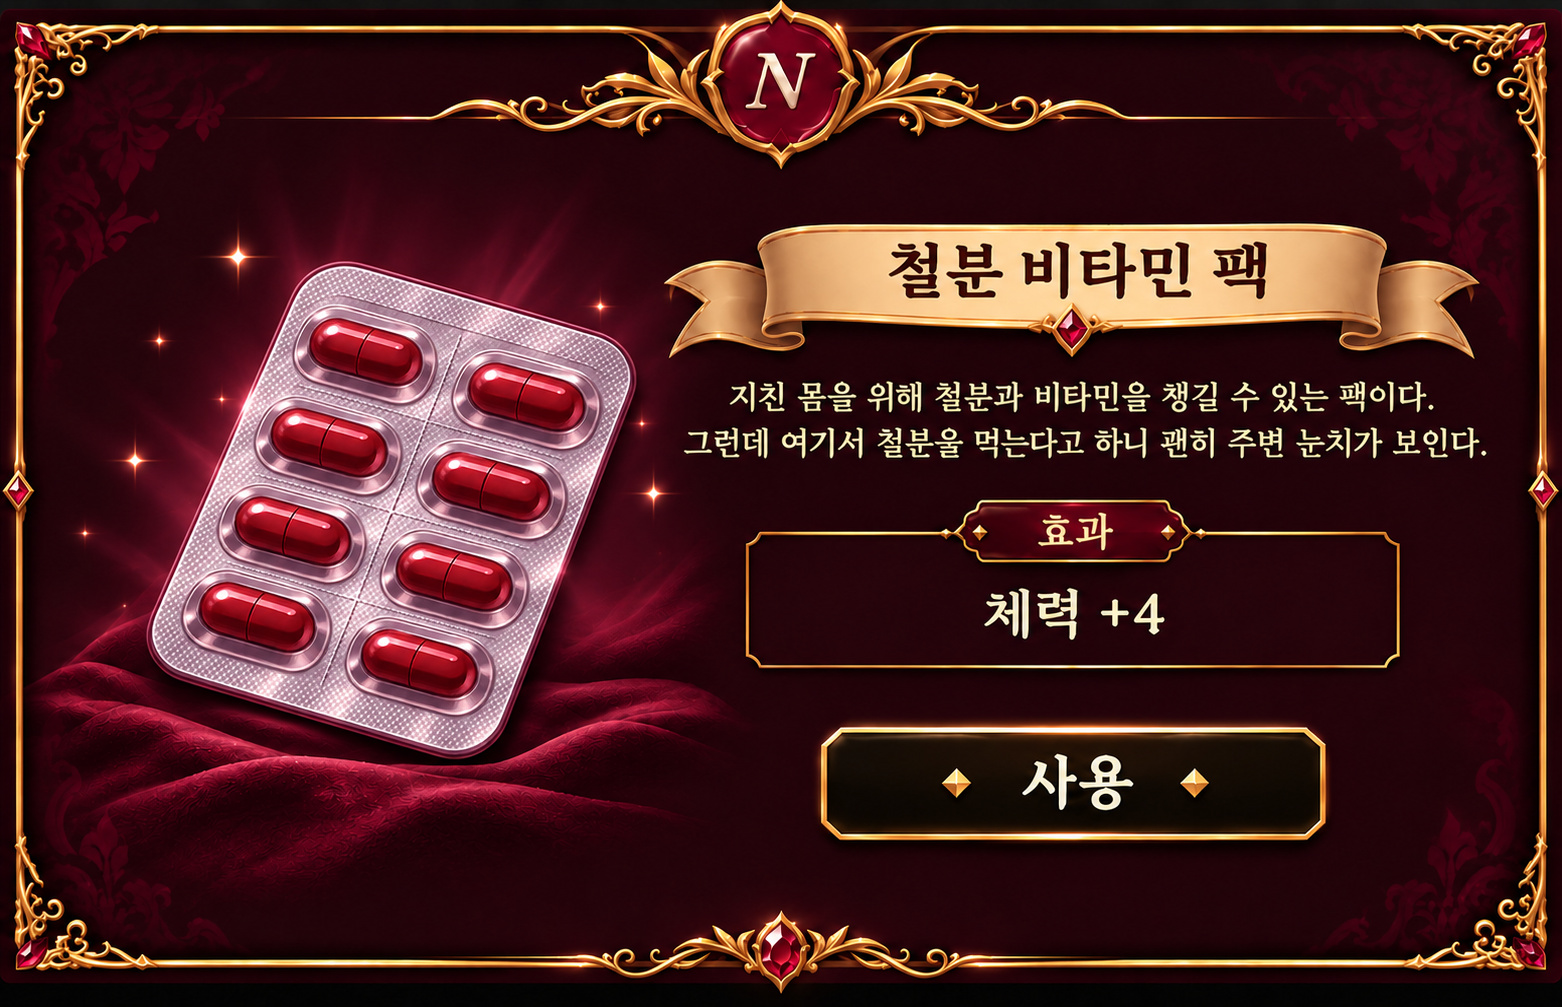 N
철분 비타민 팩
지친 몸을 위해 철분과 비타민을 챙길 수 있는 팩이다.
그런데 여기서 철분을 먹는다고 하니 괜히 주변 눈치가 보인다.
효과
체력 +4
사용